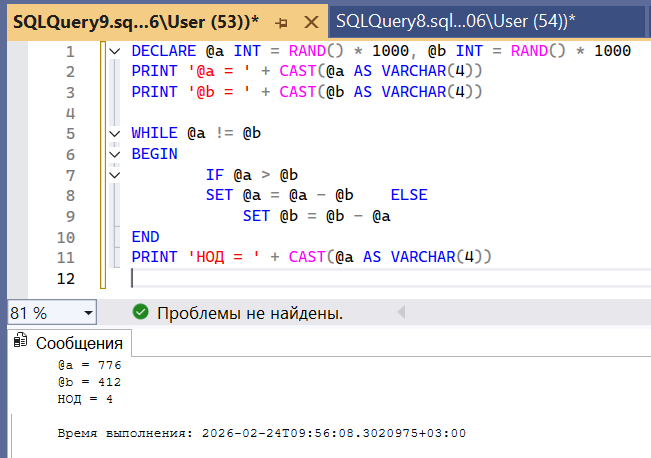 SQLQuery9.sq...6\User (53))* SQLQuery8.sql...06\User (54))*
1 DECLARE @a INT = RAND() * 1000, @b INT = RAND() * 1000
2 PRINT '@a = ' + CAST(@a AS VARCHAR(4))
3 PRINT '@b = ' + CAST(@b AS VARCHAR(4))
4
5 WHILE @a != @b
6 BEGIN
7 IF @a > @b
8 SET @a = @a - @b ELSE
9 SET @b = @b - @a
10 END
11 PRINT 'НОД = ' + CAST(@a AS VARCHAR(4))
12
81 % Проблемы не найдены.
Сообщения
@a = 776
@b = 412
НОД = 4
Время выполнения: 2026-02-24T09:56:08.3020975+03:00